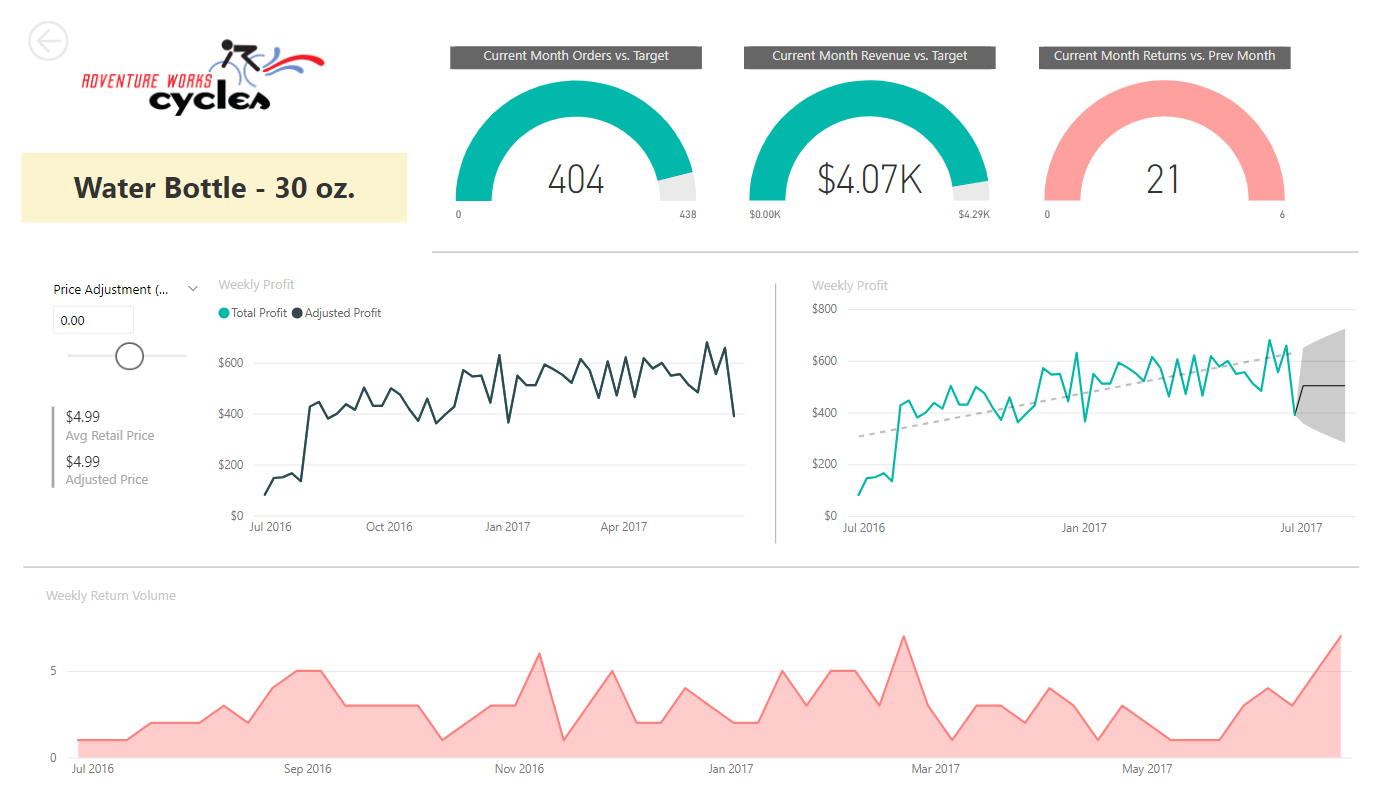 ADVENTURE WORKS
cycles
Water Bottle - 30 oz.
Current Month Orders vs. Target
404
0
438
Current Month Revenue vs. Target
$4.07K
$0.00K
$4.29K
Current Month Returns vs. Prev Month
21
0
6
Price Adjustment (...
0.00
$4.99
Avg Retail Price
$4.99
Adjusted Price
Weekly Profit
Total Profit
Adjusted Profit
$600
$400
$200
$0
Jul 2016
Oct 2016
Jan 2017
Apr 2017
Weekly Profit
$800
$600
$400
$200
$0
Jul 2016
Jan 2017
Jul 2017
Weekly Return Volume
5
0
Jul 2016
Sep 2016
Nov 2016
Jan 2017
Mar 2017
May 2017